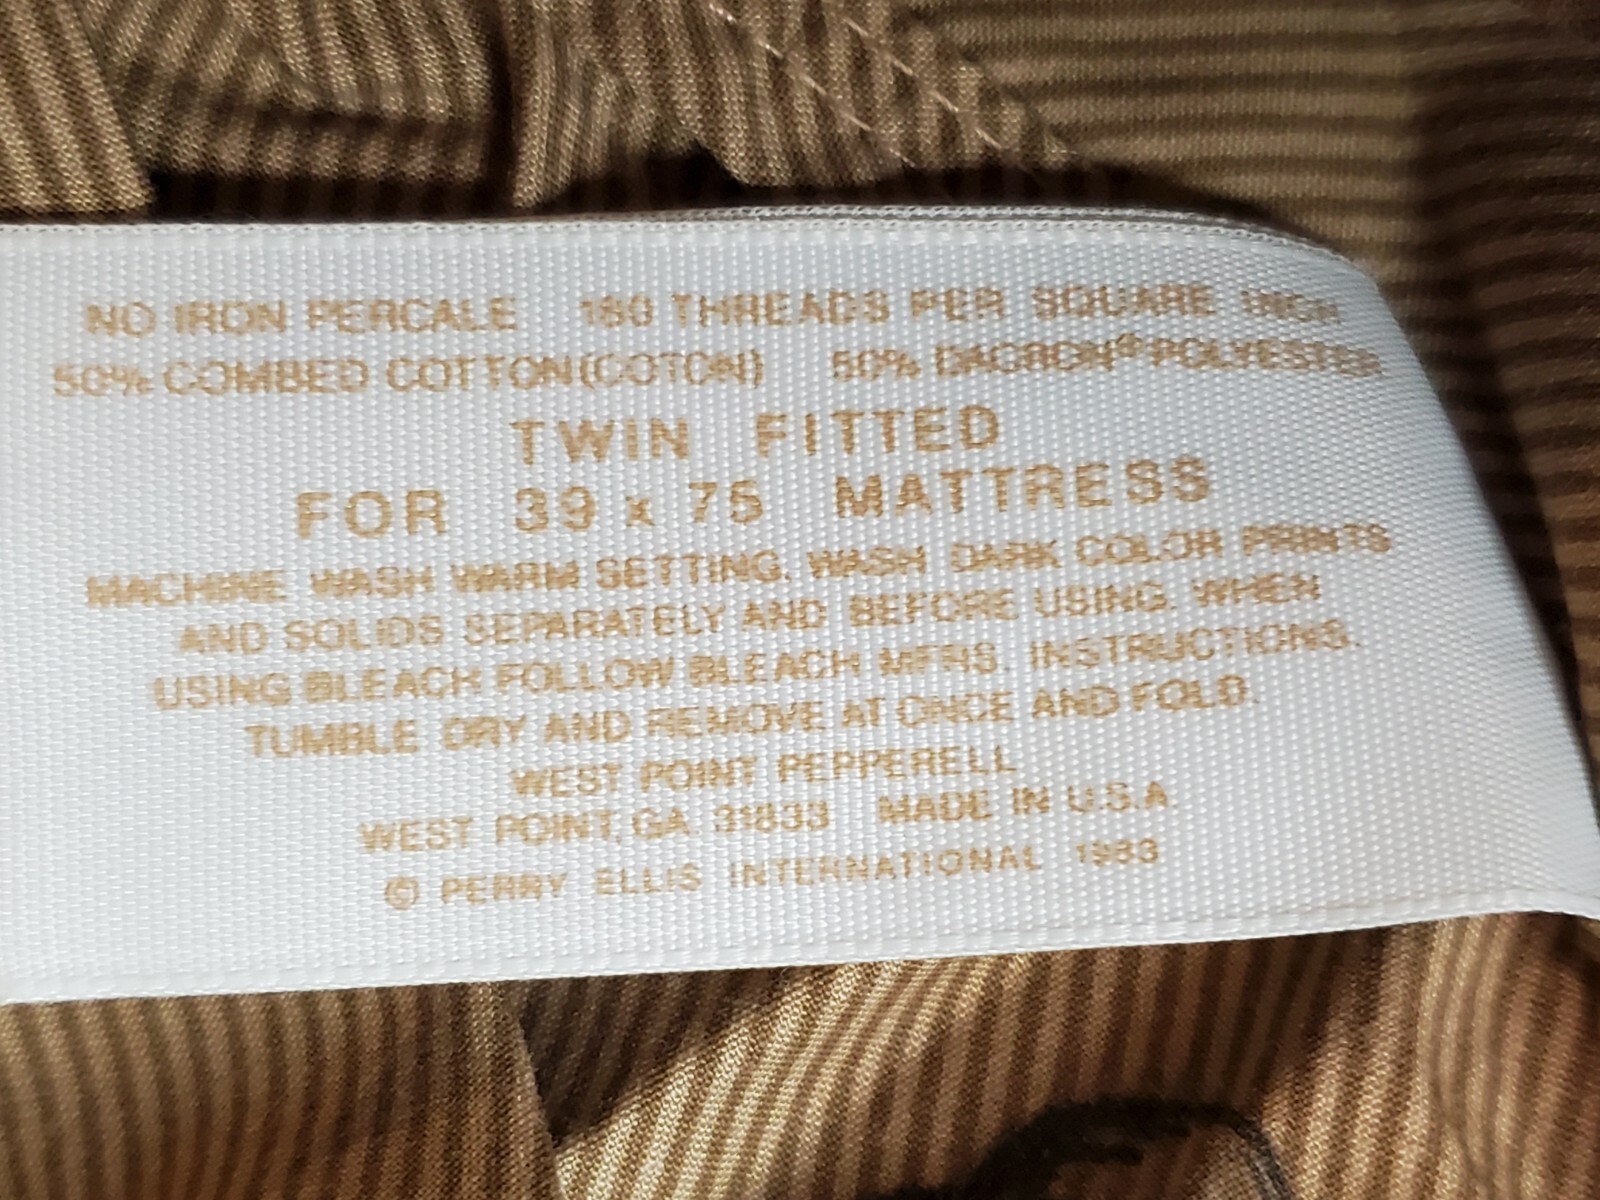 NO IRON PERCALE 180 THREADS PER SQUARE INCH
50% COMBED COTTON (COTON) 50% DACRON® POLYESTER
TWIN FITTED
FOR 39 x 75 MATTRESS
MACHINE WASH WARM SETTING. WASH DARK COLOR PRINTS
AND SOLIDS SEPARATELY AND BEFORE USING. WHEN
USING BLEACH FOLLOW BLEACH MFRS. INSTRUCTIONS.
TUMBLE DRY AND REMOVE AT ONCE AND FOLD.
WEST POINT PEPPERELL
WEST POINT, GA. 31833 MADE IN U.S.A.
© PERRY ELLIS INTERNATIONAL 1983